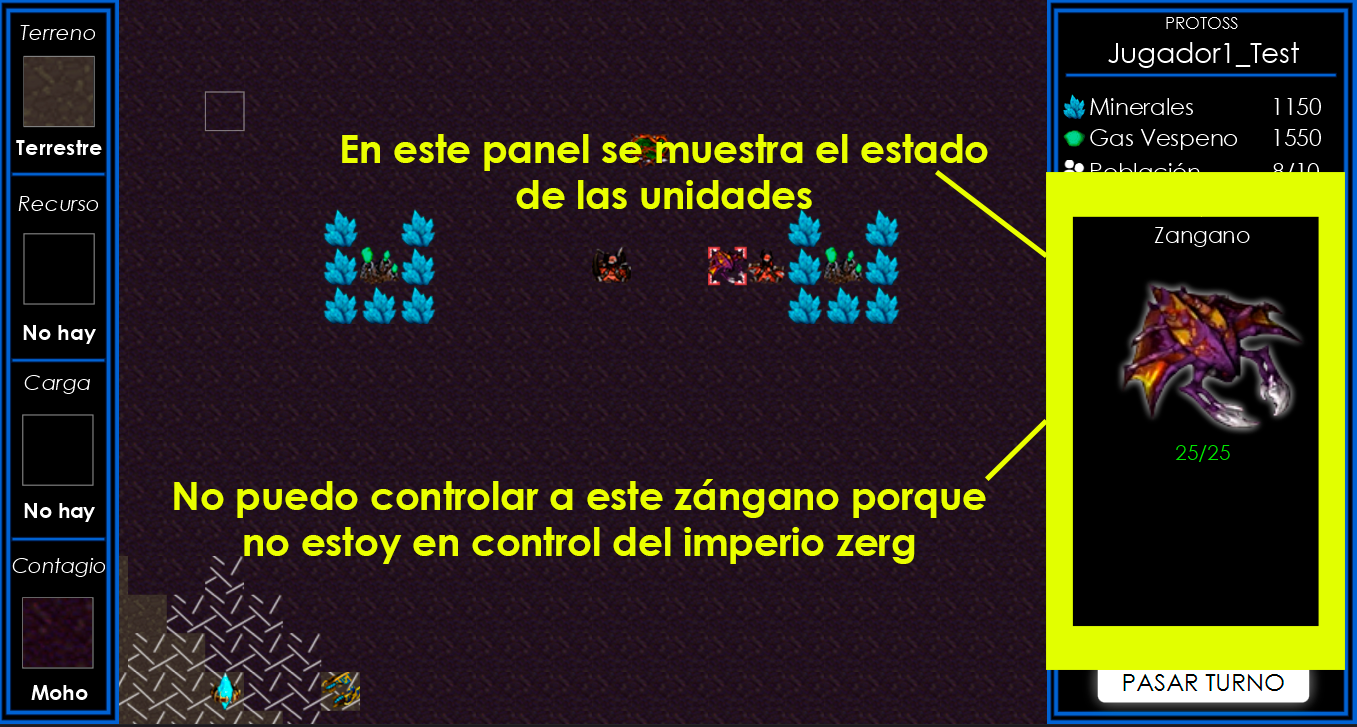 Terreno
Terrestre
Recurso
No hay
Carga
No hay
Contagio
Moho
En este panel se muestra el estado
de las unidades
No puedo controlar a este zángano porque
no estoy en control del imperio zerg
PROTOSS
Jugador1_Test
Minerales 1150
Gas Vespeno 1550
Población 8/10
Zangano
25/25
PASAR TURNO